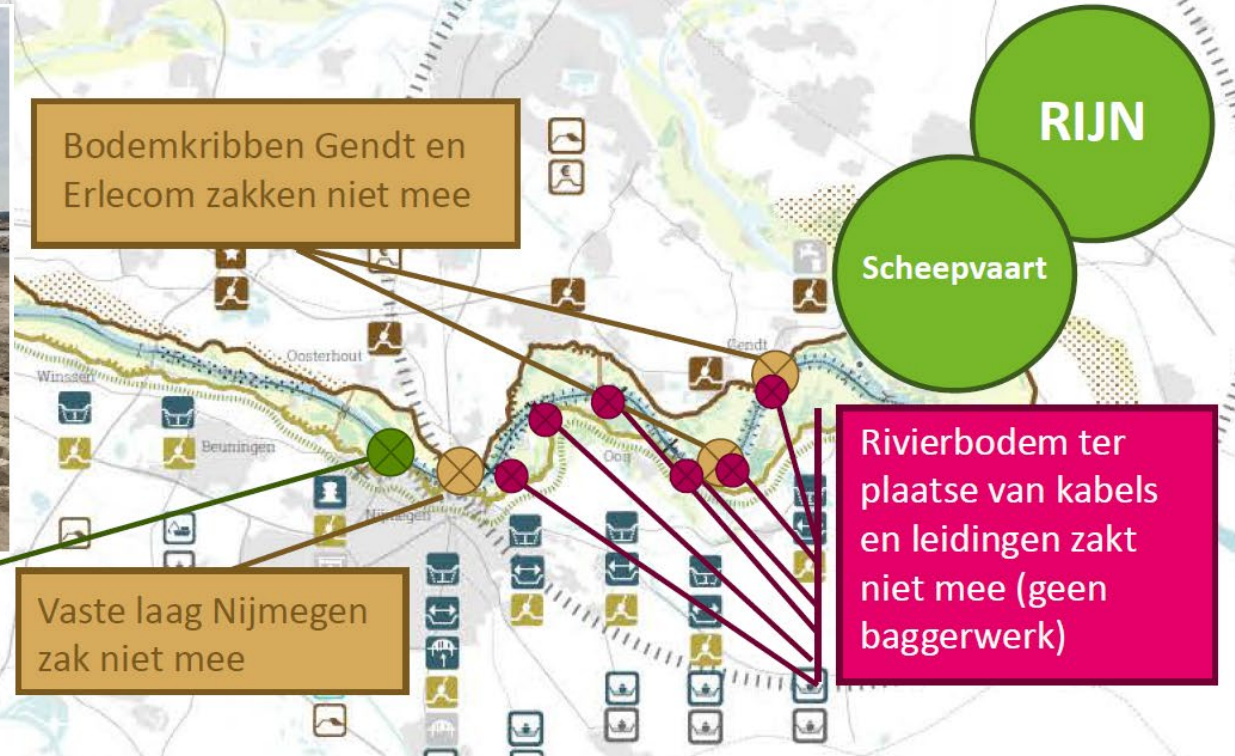 Bodemkribben Gendt en
Erlecom zakken niet mee
RIJN
Scheepvaart
Gendt
Oosterhout
Winssen
Beuningen
Ooij
Nijmegen
Rivierbodem ter
plaatse van kabels
en leidingen zakt
niet mee (geen
baggerwerk)
Vaste laag Nijmegen
zak niet mee